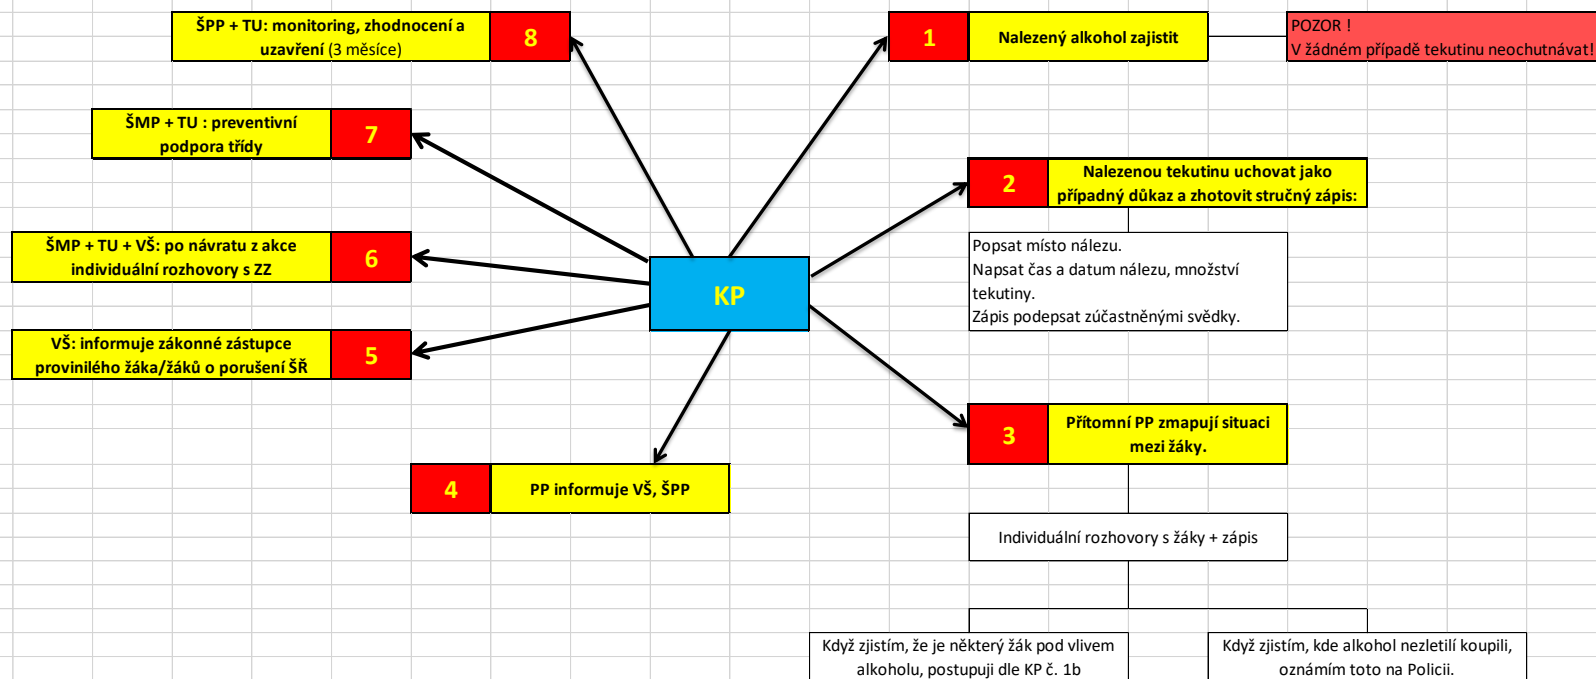 ŠPP + TU: monitoring, zhodnocení a
uzavření (3 měsíce)
8
1
Nalezený alkohol zajistit
POZOR !
V žádném případě tekutinu neochutnávat!
ŠMP + TU : preventivní
podpora třídy
7
2
Nalezenou tekutinu uchovat jako
případný důkaz a zhotovit stručný zápis:
Popsat místo nálezu.
Napsat čas a datum nálezu, množství
tekutiny.
Zápis podepsat zúčastněnými svědky.
ŠMP + TU + VŠ: po návratu z akce
individuální rozhovory s ZZ
6
KP
VŠ: informuje zákonné zástupce
provinilého žáka/žáků o porušení ŠŘ
5
3
Přítomní PP zmapují situaci
mezi žáky.
4
PP informuje VŠ, ŠPP
Individuální rozhovory s žáky + zápis
Když zjistím, že je některý žák pod vlivem
alkoholu, postupuji dle KP č. 1b
Když zjistím, kde alkohol nezletilí koupili,
oznámím toto na Policii.